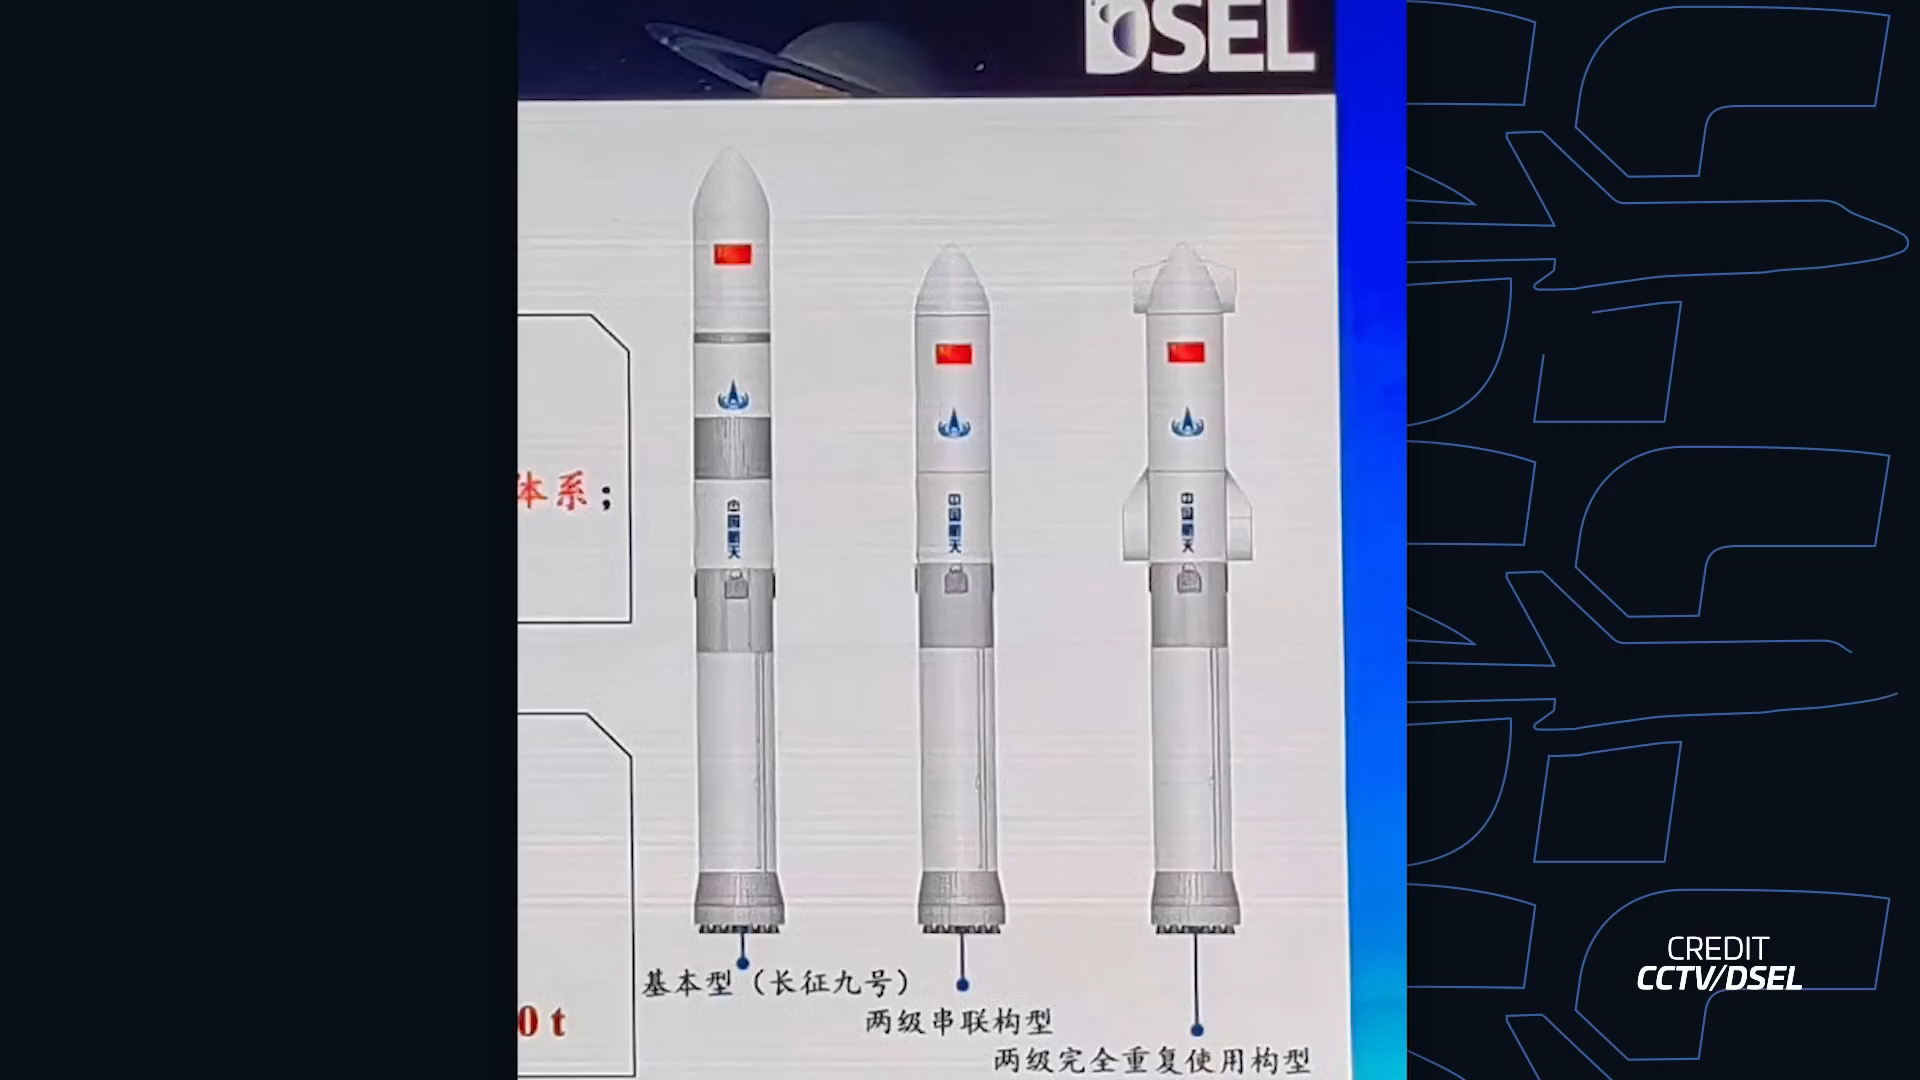 DSEL
体系；
0 t
中国航天
中国航天
中国航天
基本型（长征九号）
两级串联构型
两级完全重复使用构型
CREDIT
CCTV/DSEL